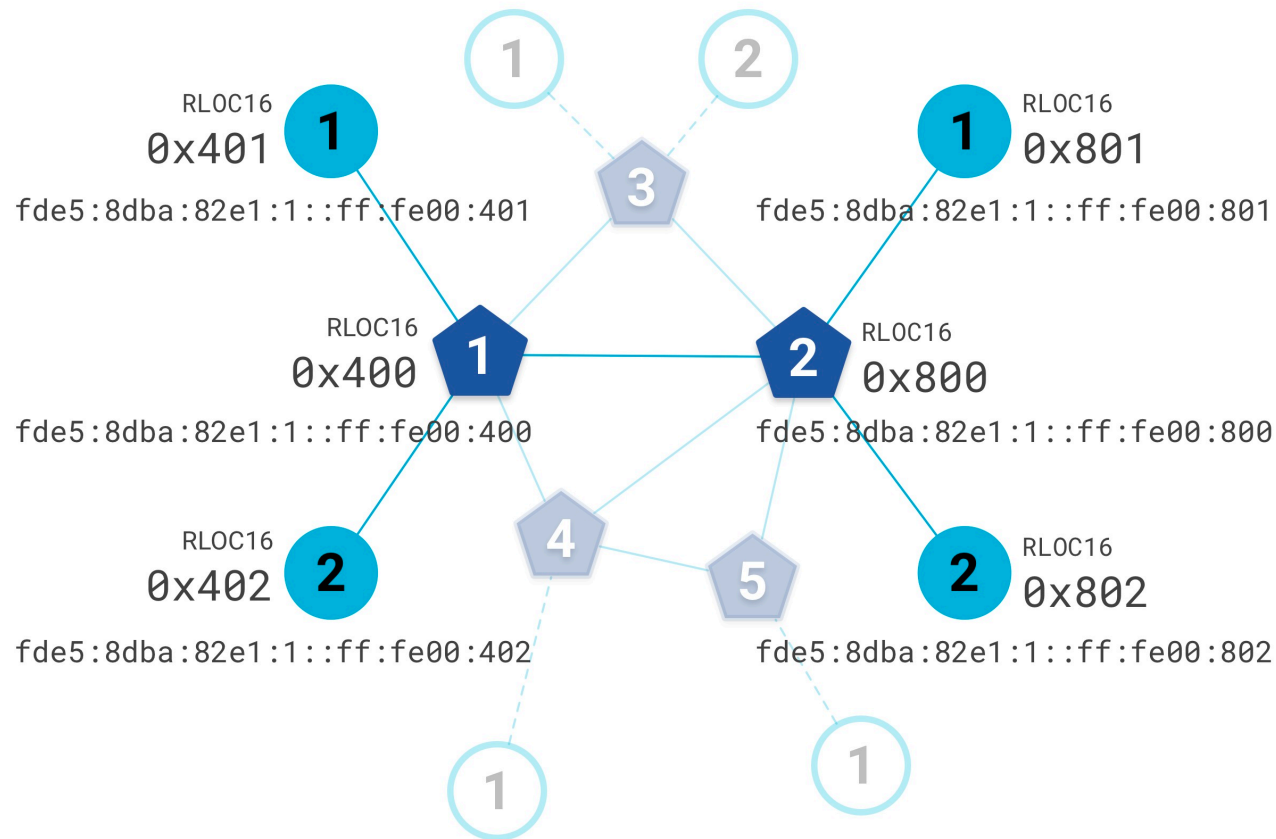 1
2
RLOC16
0x401
1
fde5:8dba:82e1:1::ff:fe00:401
1
RLOC16
0x801
fde5:8dba:82e1:1::ff:fe00:801
3
RLOC16
0x400
1
fde5:8dba:82e1:1::ff:fe00:400
2
RLOC16
0x800
fde5:8dba:82e1:1::ff:fe00:800
4
5
RLOC16
0x402
2
fde5:8dba:82e1:1::ff:fe00:402
2
RLOC16
0x802
fde5:8dba:82e1:1::ff:fe00:802
1
1